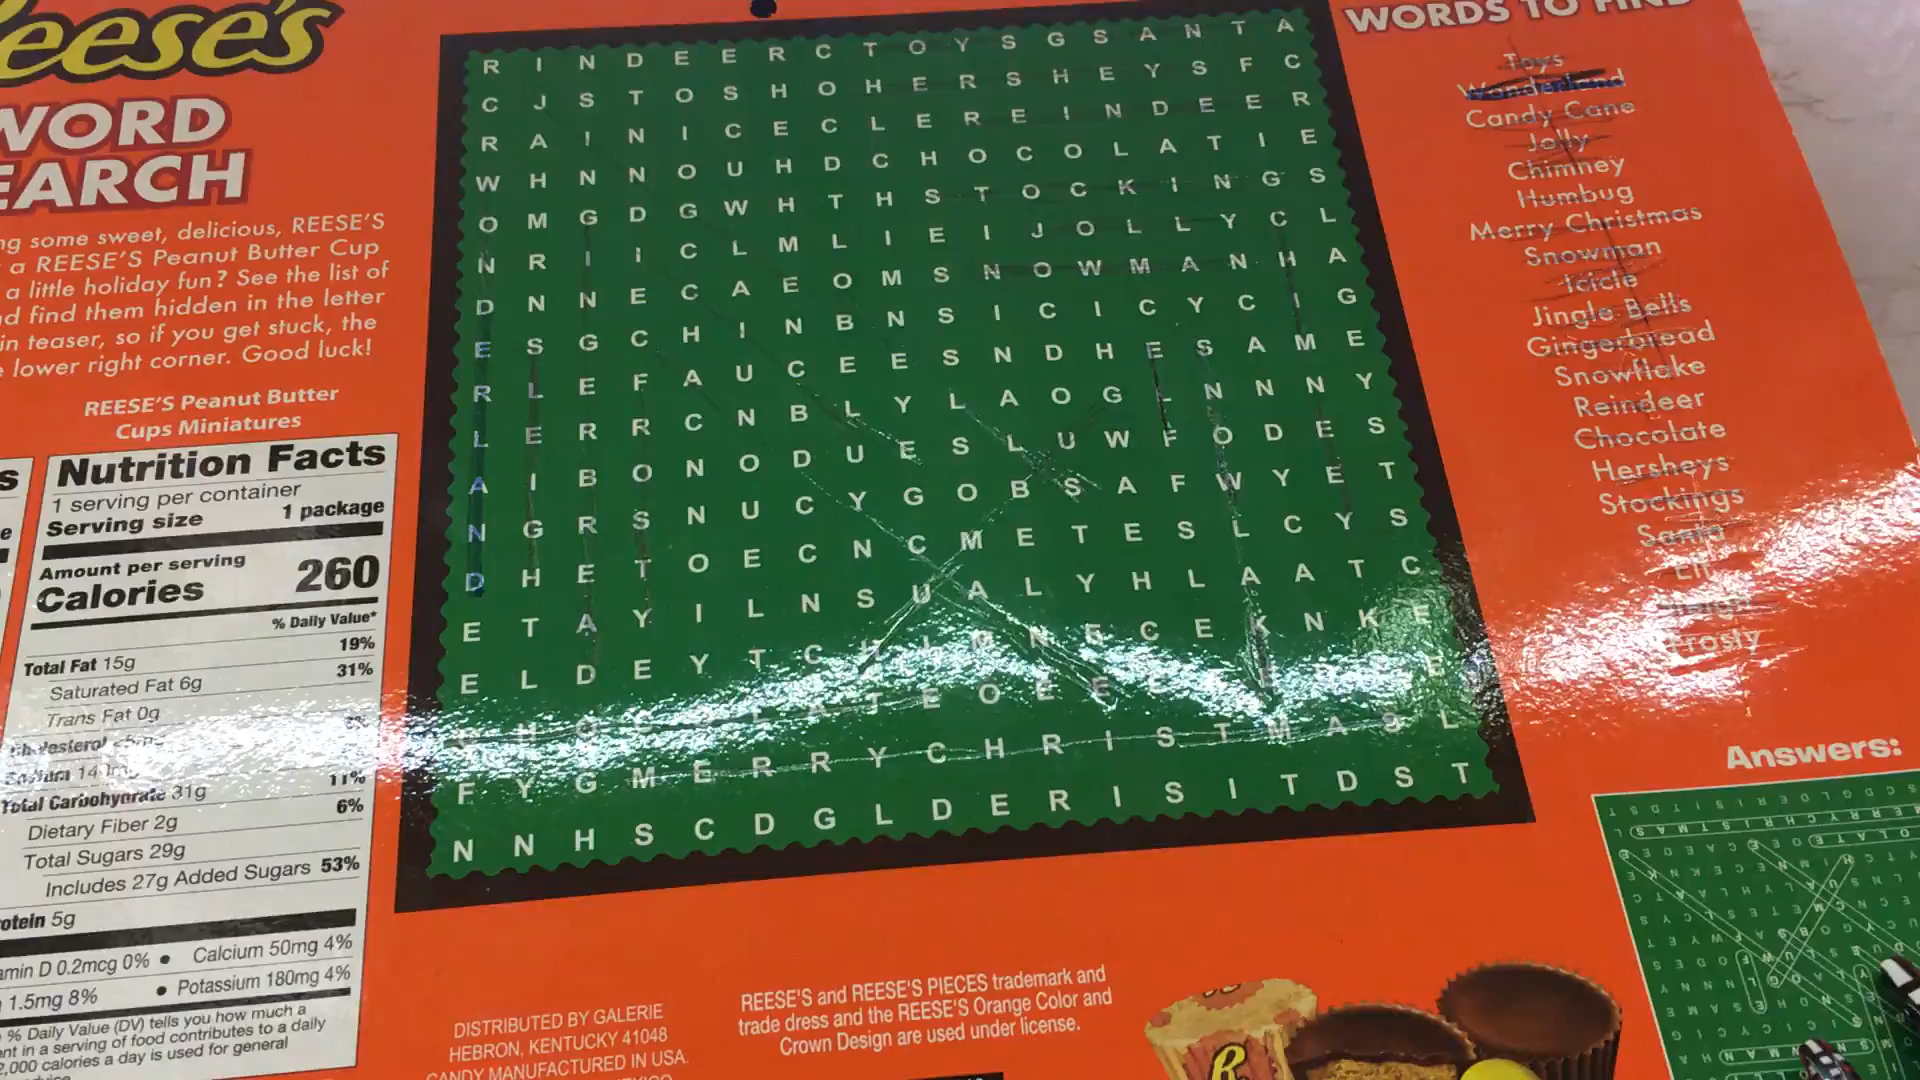 eese's
WORD
EARCH
ng some sweet, delicious, REESE'S
a REESE'S Peanut Butter Cup
a little holiday fun? See the list of
nd find them hidden in the letter
in teaser, so if you get stuck, the
lower right corner. Good luck!
REESE'S Peanut Butter
Cups Miniatures
Nutrition Facts
1 serving per container
Serving size 1 package
Amount per serving
Calories 260
% Daily Value*
Total Fat 15g 19%
Saturated Fat 6g 31%
Trans Fat 0g
Total Carbohydrate 31g 11%
Dietary Fiber 2g 6%
Total Sugars 29g
Includes 27g Added Sugars 53%
otein 5g
amin D 0.2mcg 0% • Calcium 50mg 4%
1.5mg 8% • Potassium 180mg 4%
% Daily Value (DV) tells you how much a
nt in a serving of food contributes to a daily
2,000 calories a day is used for general
R I N D E E R C T O Y S G S A N T A
C J S T O S H O H E R S H E Y S F C
R A I N I C E C L E R E I N D E E R
W H N N O U H D C H O C O L A T I E
O M G D G W H T H S T O C K I N G S
N R I I C L M L I E I J O L L Y C L
D N N E C A E O M S N O W M A N H A
E S G C H I N B N S I C I C Y C I G
R L E F A U C E E S N D H E S A M E
L E R R C N B L Y L A O G L N N N Y
A I B O N O D U E S L U W F O D E S
N G R S N U C Y G O B S A F W Y E T
D H E T O E C N C M E T E S L C Y S
E T A Y I L N S U A L Y H L A A T C
E L D E Y T C H I M N E C E K N K E
F Y G M E R R Y C H R I S T M A S L
N N H S C D G L D E R I S I T D S T
WORDS TO FIND
Toys
Wonderland
Candy Cane
Jolly
Chimney
Humbug
Merry Christmas
Snowman
Icicle
Jingle Bells
Gingerbread
Snowflake
Reindeer
Chocolate
Hersheys
Stockings
Santa
Elf
Frosty
Answers:
DISTRIBUTED BY GALERIE
HEBRON, KENTUCKY 41048
CANDY MANUFACTURED IN USA.
REESE'S and REESE'S PIECES trademark and
trade dress and the REESE'S Orange Color and
Crown Design are used under license.